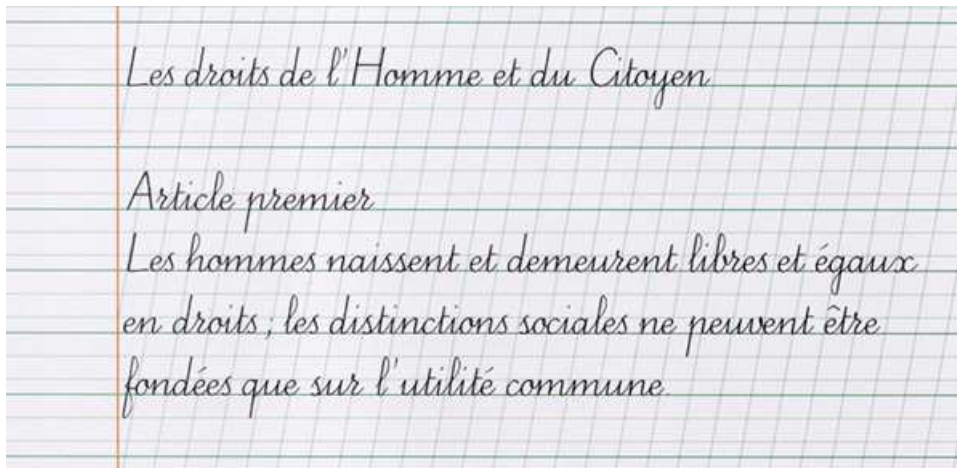 Les droits de l'Homme et du Citoyen
Article premier
Les hommes naissent et demeurent libres et égaux
en droits ; les distinctions sociales ne peuvent être
fondées que sur l'utilité commune.